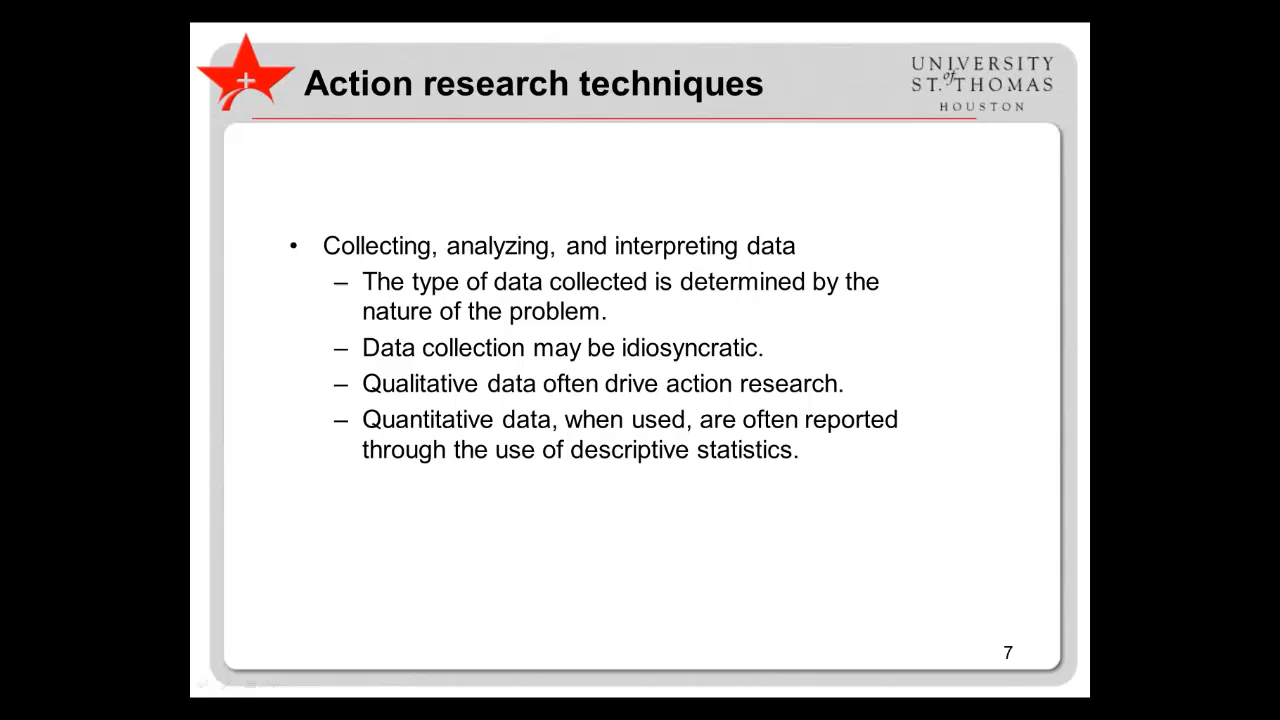 Action research techniques
UNIVERSITY
of
ST. THOMAS
HOUSTON
• Collecting, analyzing, and interpreting data
– The type of data collected is determined by the
nature of the problem.
– Data collection may be idiosyncratic.
– Qualitative data often drive action research.
– Quantitative data, when used, are often reported
through the use of descriptive statistics.
7